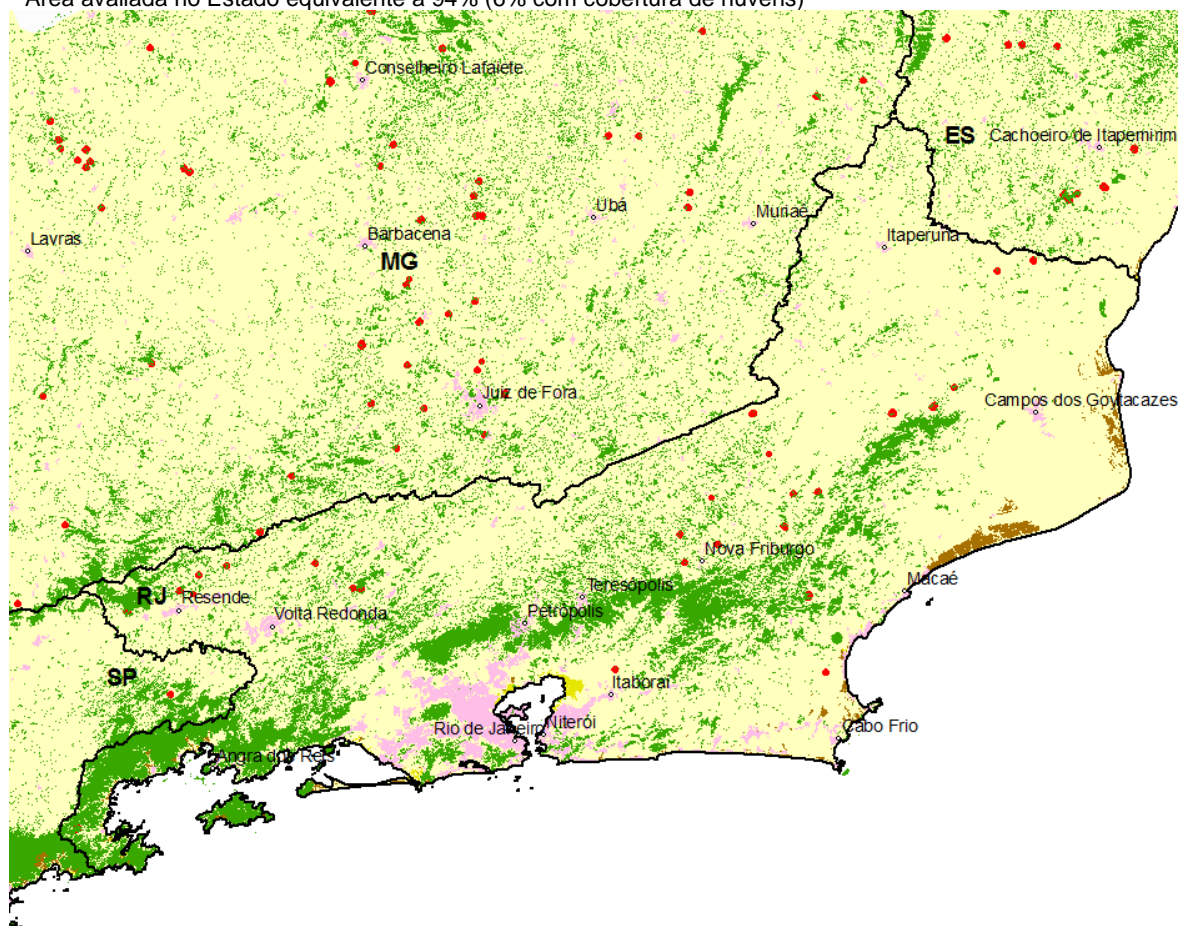 Área avaliada no Estado equivalente a 94% (6% com cobertura de nuvens)
Conselheiro Lafaiete
ES
Cachoeiro de Itapemirim
Ubá
Muriaé
Lavras
Barbacena
Itaperuna
MG
Juiz de Fora
Campos dos Goytacazes
Nova Friburgo
Macaé
Teresópolis
RJ
Resende
Volta Redonda
Petrópolis
SP
Itaboraí
Rio de Janeiro
Niterói
Cabo Frio
Angra dos Reis